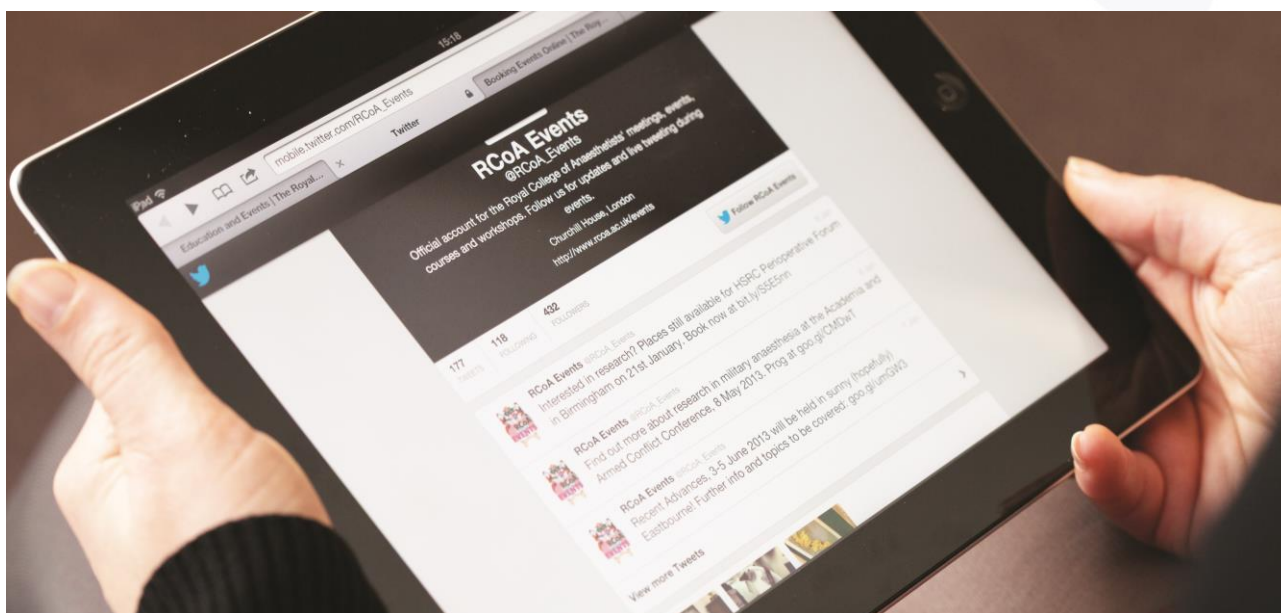 iPad
15:18
mobile.twitter.com/RCoA_Events
Education and Events | The Royal...
Twitter
Booking Events Online | The Roy...
RCoA Events
@RCoA_Events
Official account for the Royal College of Anaesthetists' meetings, events,
courses and workshops. Follow us for updates and live tweeting during
events.
Churchill House, London
http://www.rcoa.ac.uk/events
Follow RCoA Events
177
TWEETS
118
FOLLOWING
432
FOLLOWERS
RCoA Events @RCoA_Events
Interested in research? Places still available for HSRC Perioperative Forum
in Birmingham on 21st January. Book now at bit.ly/S5E5nn
RCoA Events @RCoA_Events
Find out more about research in military anaesthesia at the Academia and
Armed Conflict Conference, 8 May 2013. Prog at goo.gl/CMDwT
RCoA Events @RCoA_Events
Recent Advances, 3-5 June 2013 will be held in sunny (hopefully)
Eastbourne! Further info and topics to be covered: goo.gl/umGW3
View more Tweets